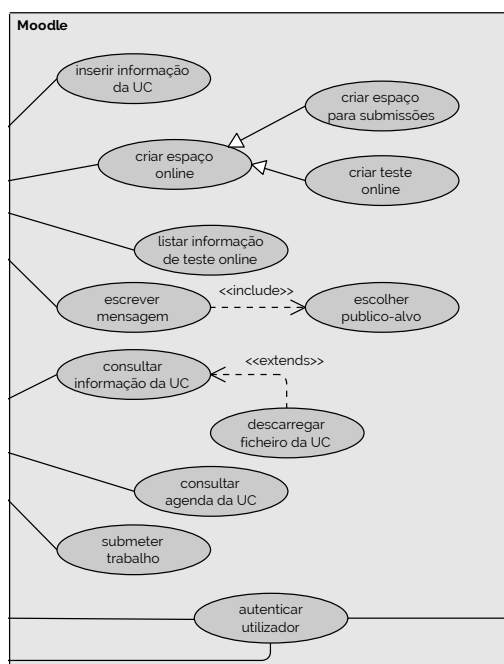 Moodle
inserir informação
da UC
criar espaço
para submissões
criar espaço
online
criar teste
online
listar informação
de teste online
<<include>>
escrever
mensagem
escolher
publico-alvo
<<extends>>
consultar
informação da UC
descarregar
ficheiro da UC
consultar
agenda da UC
submeter
trabalho
autenticar
utilizador